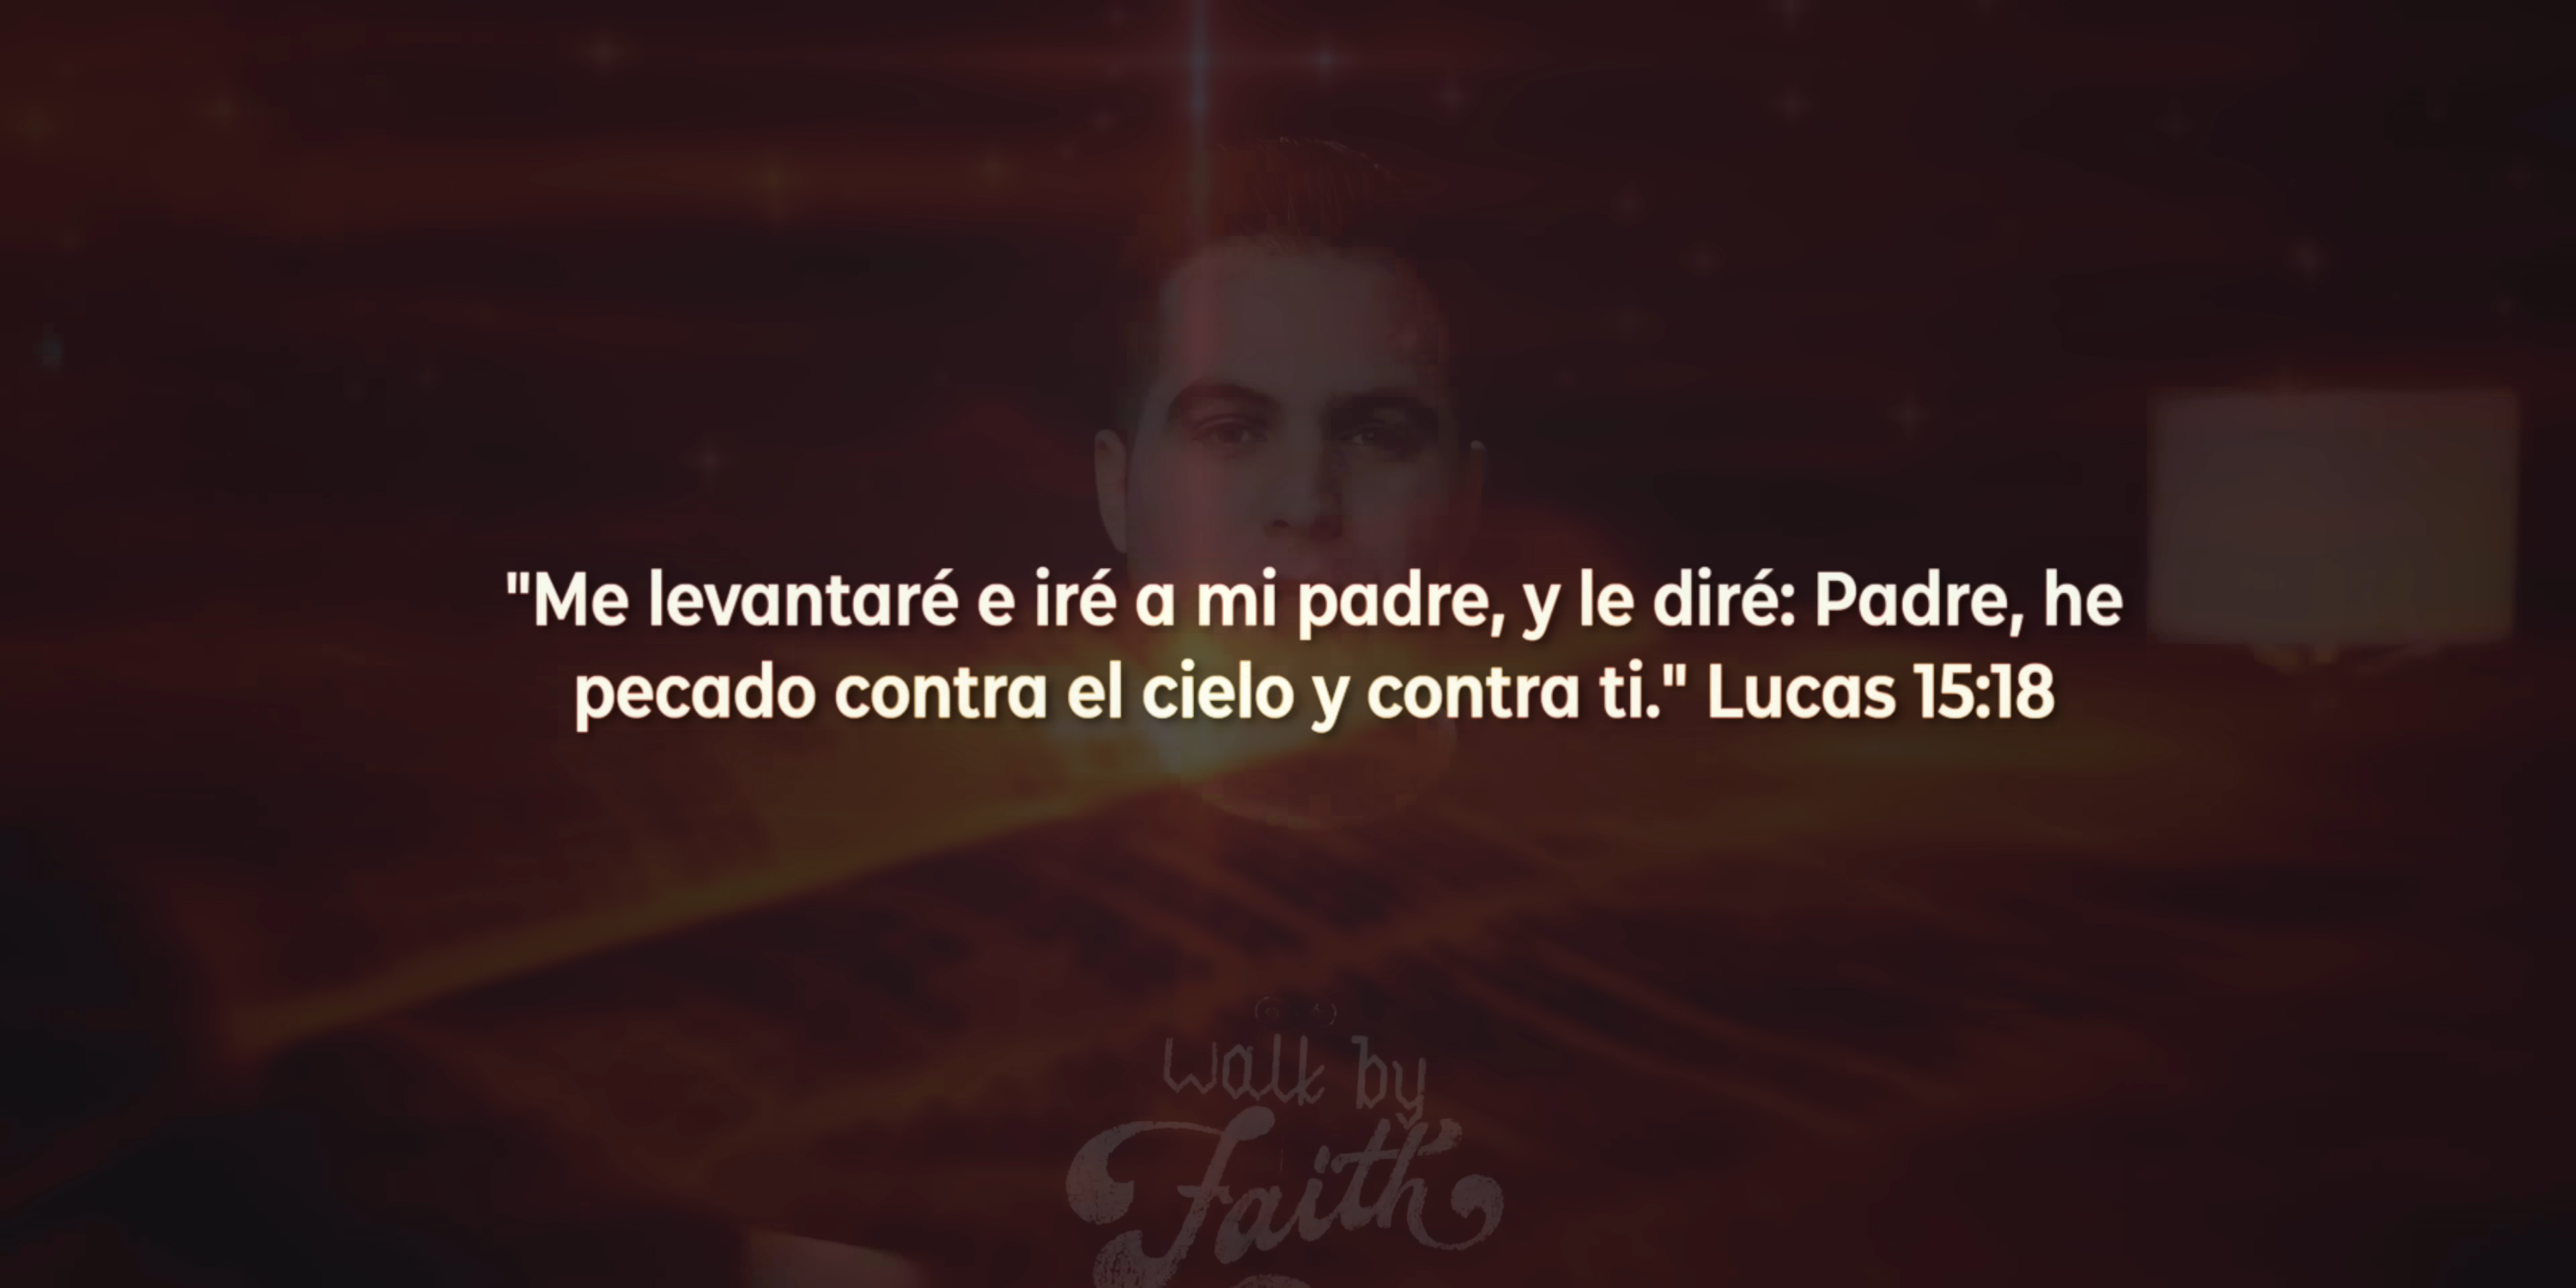 "Me levantaré e iré a mi padre, y le diré: Padre, he
pecado contra el cielo y contra ti." Lucas 15:18
walk by
Faith